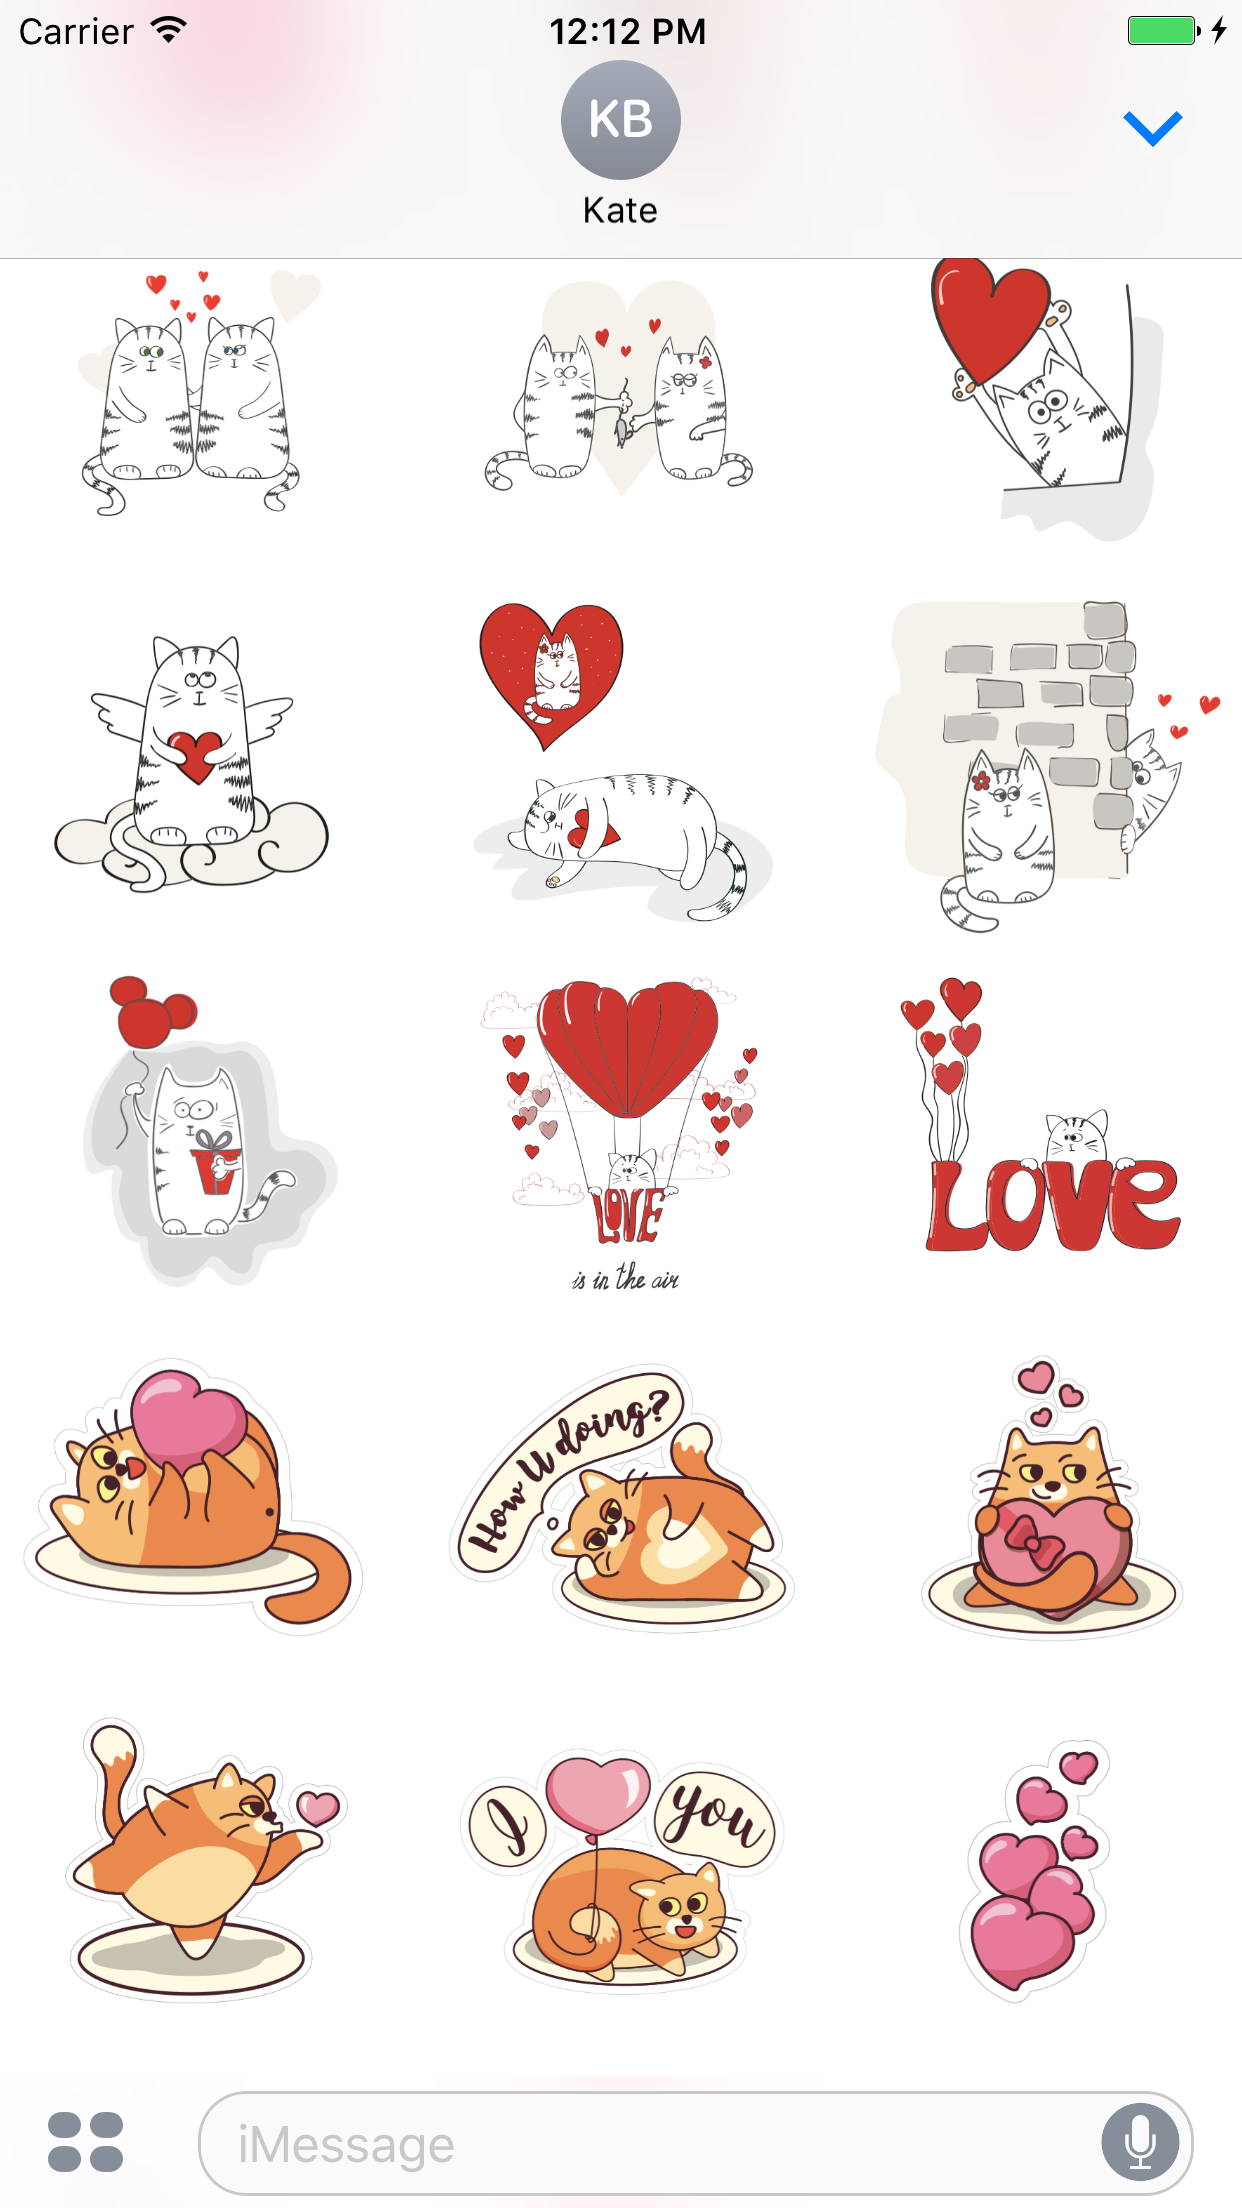 Carrier
12:12 PM
KB
Kate
LOVE
is in the air
LOVE
How U doing?
I
you
iMessage